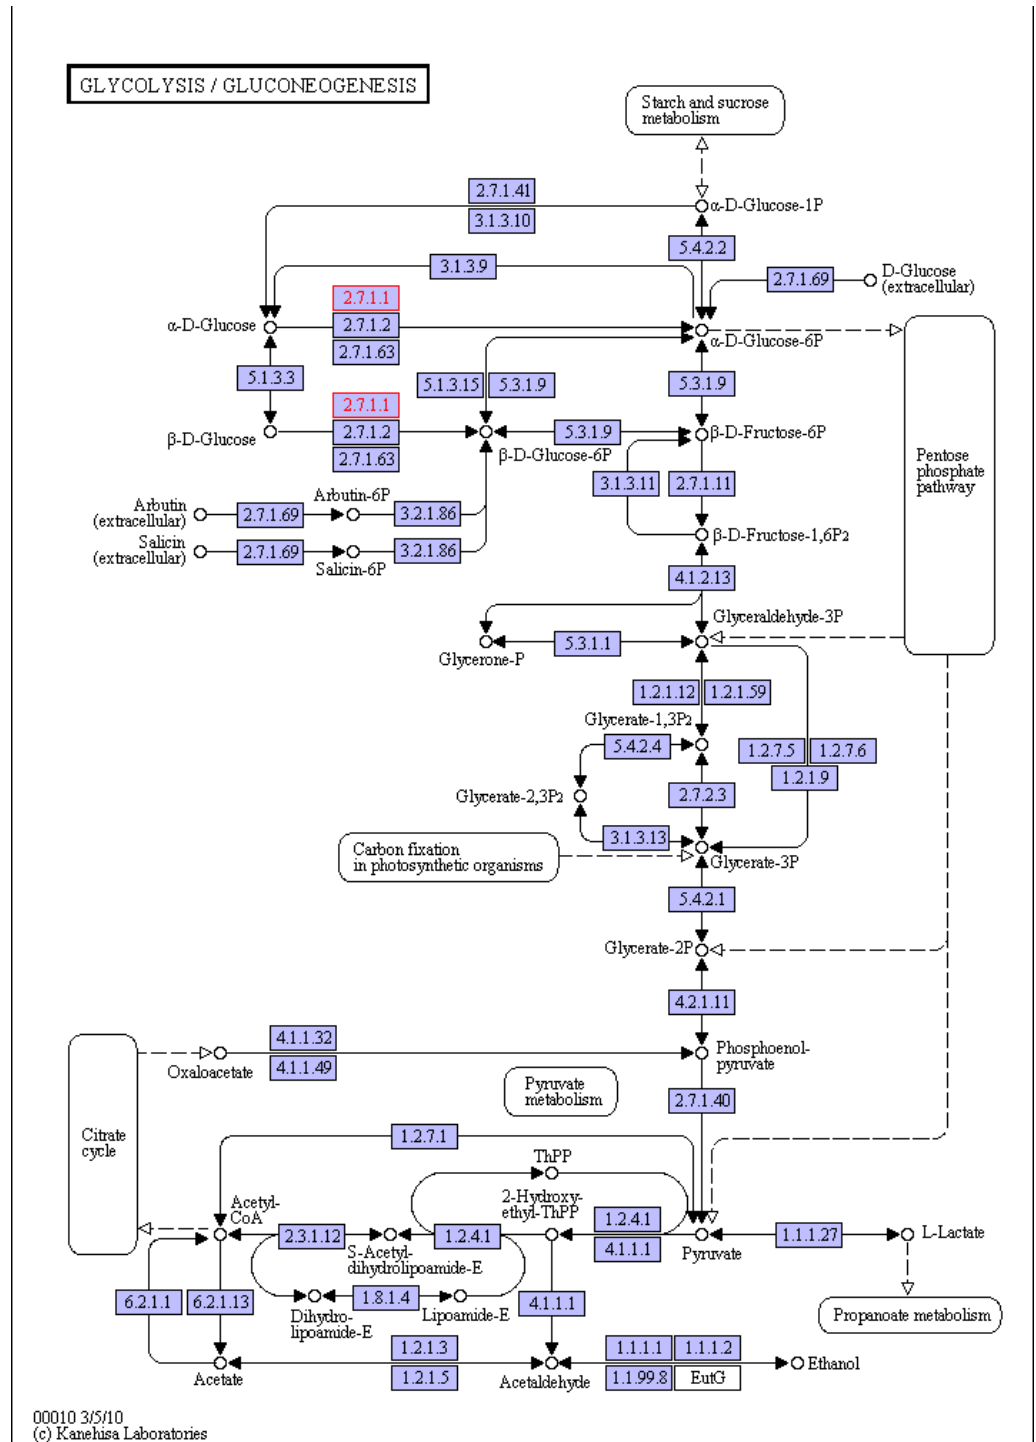 GLYCOLYSIS / GLUCONEOGENESIS
Starch and sucrose
metabolism
2.7.1.41
3.1.3.10
α-D-Glucose-1P
5.4.2.2
3.1.3.9
2.7.1.69
D-Glucose
(extracellular)
2.7.1.1
α-D-Glucose
2.7.1.2
2.7.1.63
α-D-Glucose-6P
5.1.3.3
5.1.3.15
5.3.1.9
5.3.1.9
2.7.1.1
β-D-Glucose
2.7.1.2
2.7.1.63
β-D-Glucose-6P
5.3.1.9
β-D-Fructose-6P
Pentose
phosphate
pathway
3.1.3.11
2.7.1.11
Arbutin
(extracellular)
2.7.1.69
Arbutin-6P
3.2.1.86
Salicin
(extracellular)
2.7.1.69
Salicin-6P
3.2.1.86
β-D-Fructose-1,6P2
4.1.2.13
Glyceraldehyde-3P
Glycerone-P
5.3.1.1
1.2.1.12
1.2.1.59
Glycerate-1,3P2
5.4.2.4
1.2.7.5
1.2.7.6
1.2.1.9
Glycerate-2,3P2
2.7.2.3
3.1.3.13
Carbon fixation
in photosynthetic organisms
Glycerate-3P
5.4.2.1
Glycerate-2P
4.2.1.11
4.1.1.32
Oxaloacetate
4.1.1.49
Phosphoenol-
pyruvate
Pyruvate
metabolism
2.7.1.40
Citrate
cycle
1.2.7.1
ThPP
Acetyl-
CoA
2-Hydroxy-
ethyl-ThPP
2.3.1.12
S-Acetyl-
dihydrolipoamide-E
1.2.4.1
1.2.4.1
4.1.1.1
Pyruvate
1.1.1.27
L-Lactate
6.2.1.1
6.2.1.13
Dihydro-
lipoamide-E
1.8.1.4
Lipoamide-E
4.1.1.1
Propanoate metabolism
Acetate
1.2.1.3
1.2.1.5
Acetaldehyde
1.1.1.1
1.1.1.2
1.1.99.8
EutG
Ethanol
00010 3/5/10
(c) Kanehisa Laboratories